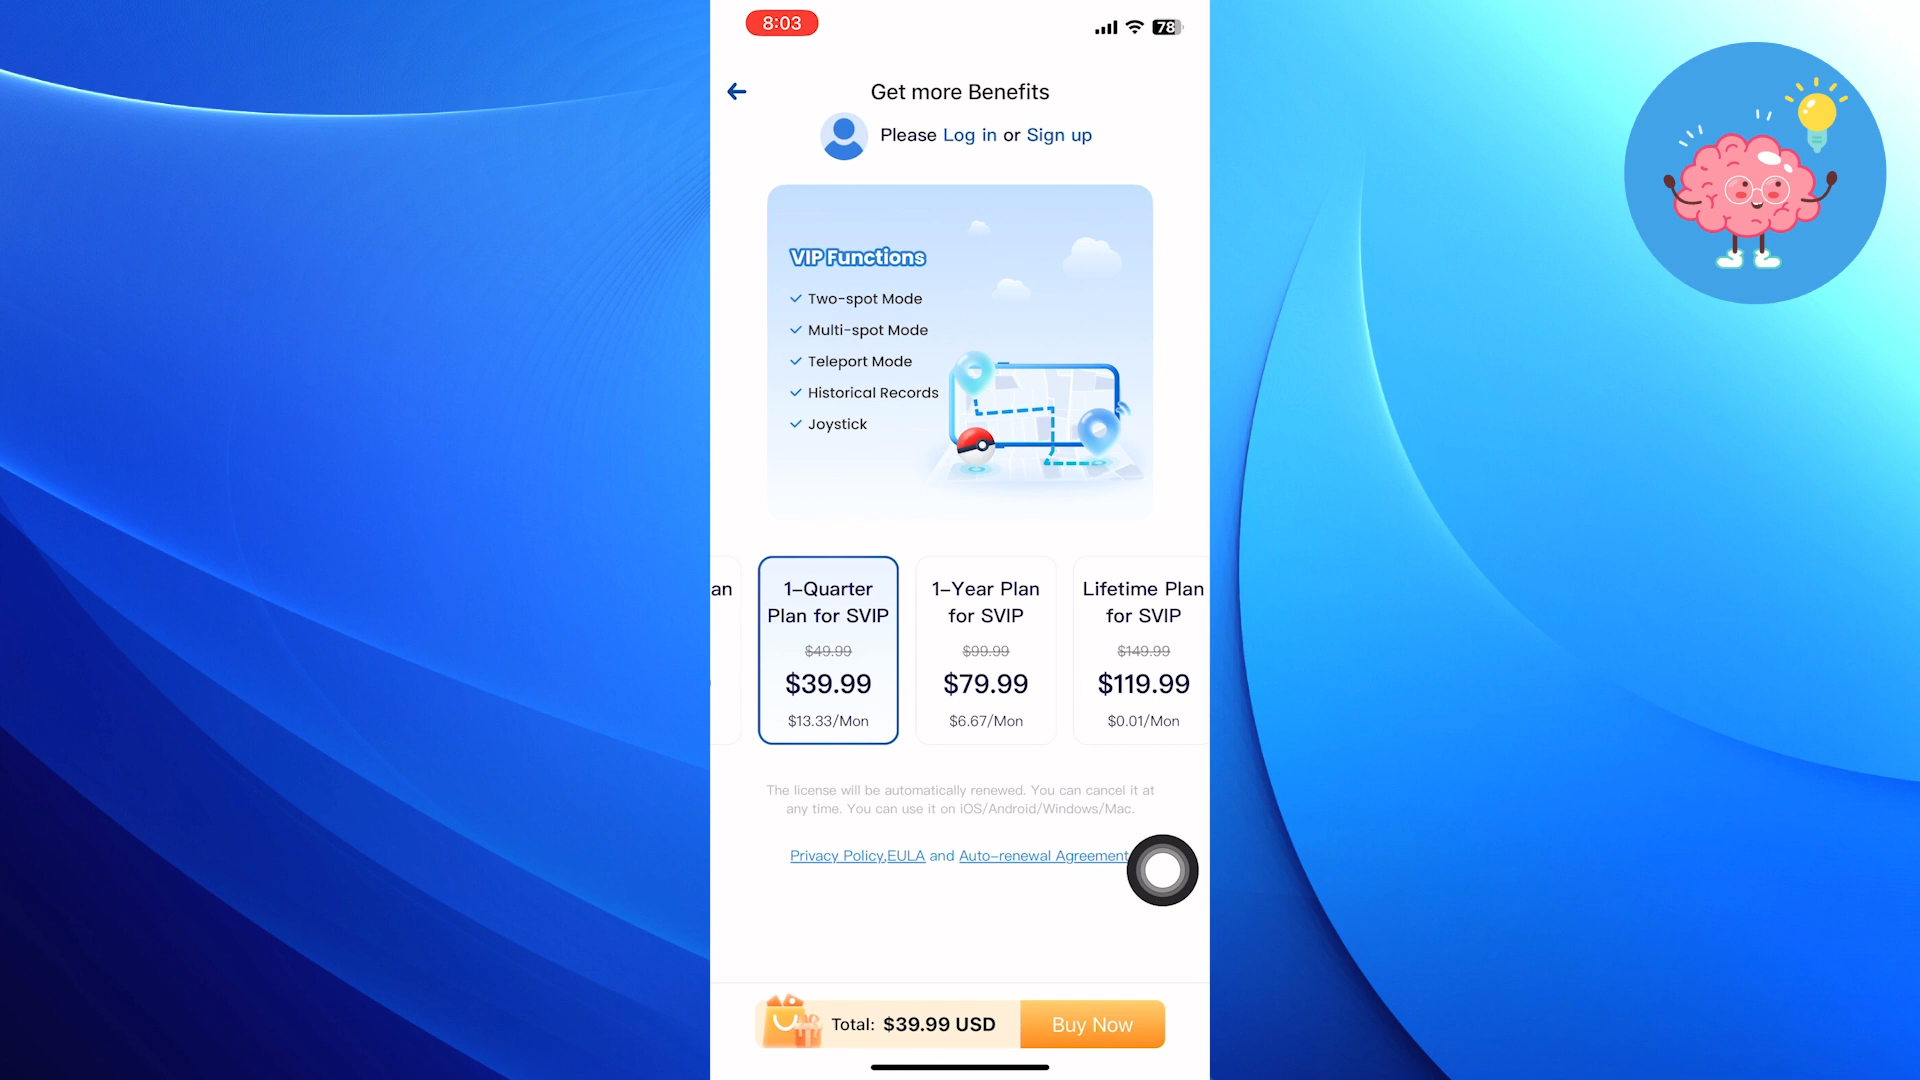 8:03
78
Get more Benefits
Please Log in or Sign up
VIP Functions
Two-spot Mode
Multi-spot Mode
Teleport Mode
Historical Records
Joystick
an
1-Quarter
Plan for SVIP
$49.99
$39.99
$13.33/Mon
1-Year Plan
for SVIP
$99.99
$79.99
$6.67/Mon
Lifetime Plan
for SVIP
$149.99
$119.99
$0.01/Mon
The license will be automatically renewed. You can cancel it at
any time. You can use it on iOS/Android/Windows/Mac.
Privacy Policy,EULA and Auto-renewal Agreement
Total: $39.99 USD
Buy Now